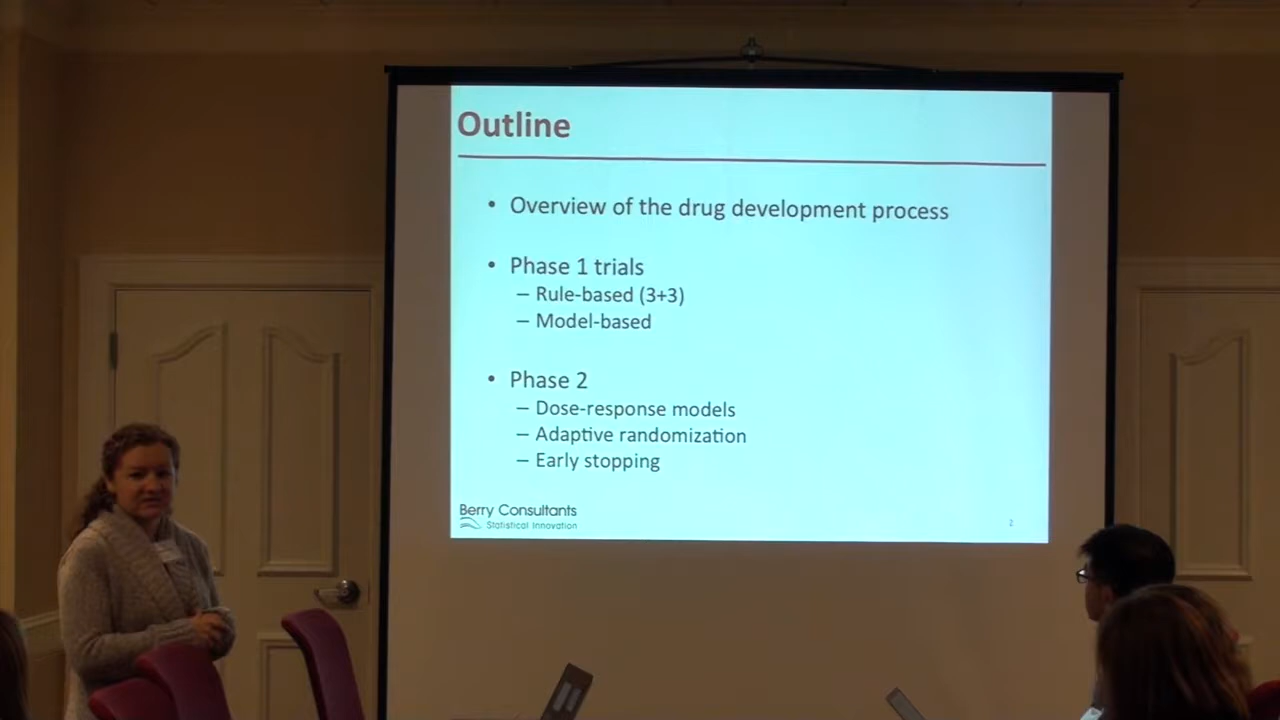 Outline
• Overview of the drug development process
• Phase 1 trials
– Rule-based (3+3)
– Model-based
• Phase 2
– Dose-response models
– Adaptive randomization
– Early stopping
Berry Consultants
Statistical Innovation
2